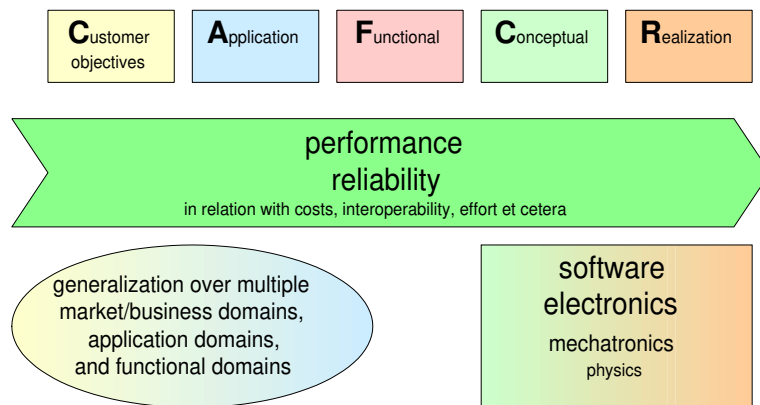 Customer
objectives
Application
Functional
Conceptual
Realization
performance
reliability
in relation with costs, interoperability, effort et cetera
generalization over multiple
market/business domains,
application domains,
and functional domains
software
electronics
mechatronics
physics